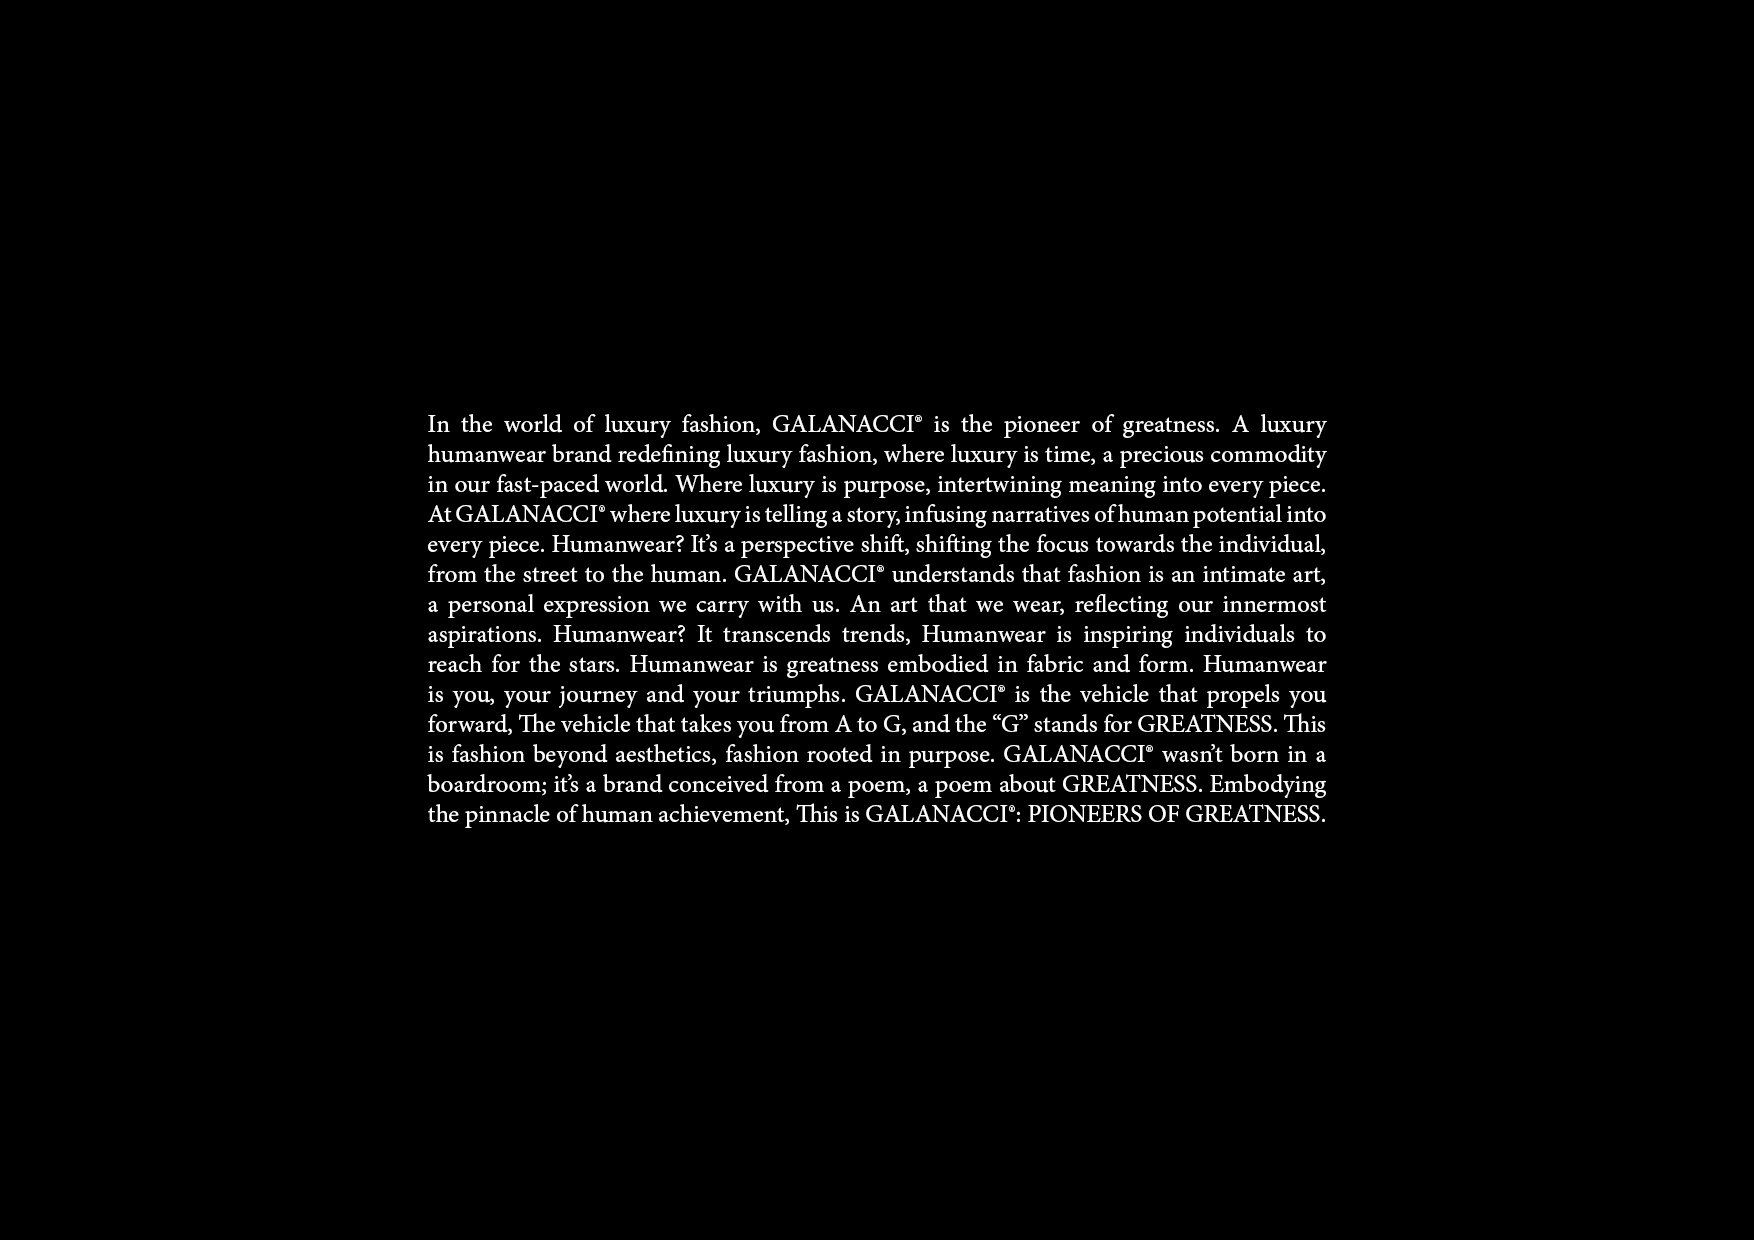 In the world of luxury fashion, GALANACCI® is the pioneer of greatness. A luxury
humanwear brand redefining luxury fashion, where luxury is time, a precious commodity
in our fast-paced world. Where luxury is purpose, intertwining meaning into every piece.
At GALANACCI® where luxury is telling a story, infusing narratives of human potential into
every piece. Humanwear? It’s a perspective shift, shifting the focus towards the individual,
from the street to the human. GALANACCI® understands that fashion is an intimate art,
a personal expression we carry with us. An art that we wear, reflecting our innermost
aspirations. Humanwear? It transcends trends, Humanwear is inspiring individuals to
reach for the stars. Humanwear is greatness embodied in fabric and form. Humanwear
is you, your journey and your triumphs. GALANACCI® is the vehicle that propels you
forward, The vehicle that takes you from A to G, and the “G” stands for GREATNESS. This
is fashion beyond aesthetics, fashion rooted in purpose. GALANACCI® wasn’t born in a
boardroom; it’s a brand conceived from a poem, a poem about GREATNESS. Embodying
the pinnacle of human achievement, This is GALANACCI®: PIONEERS OF GREATNESS.